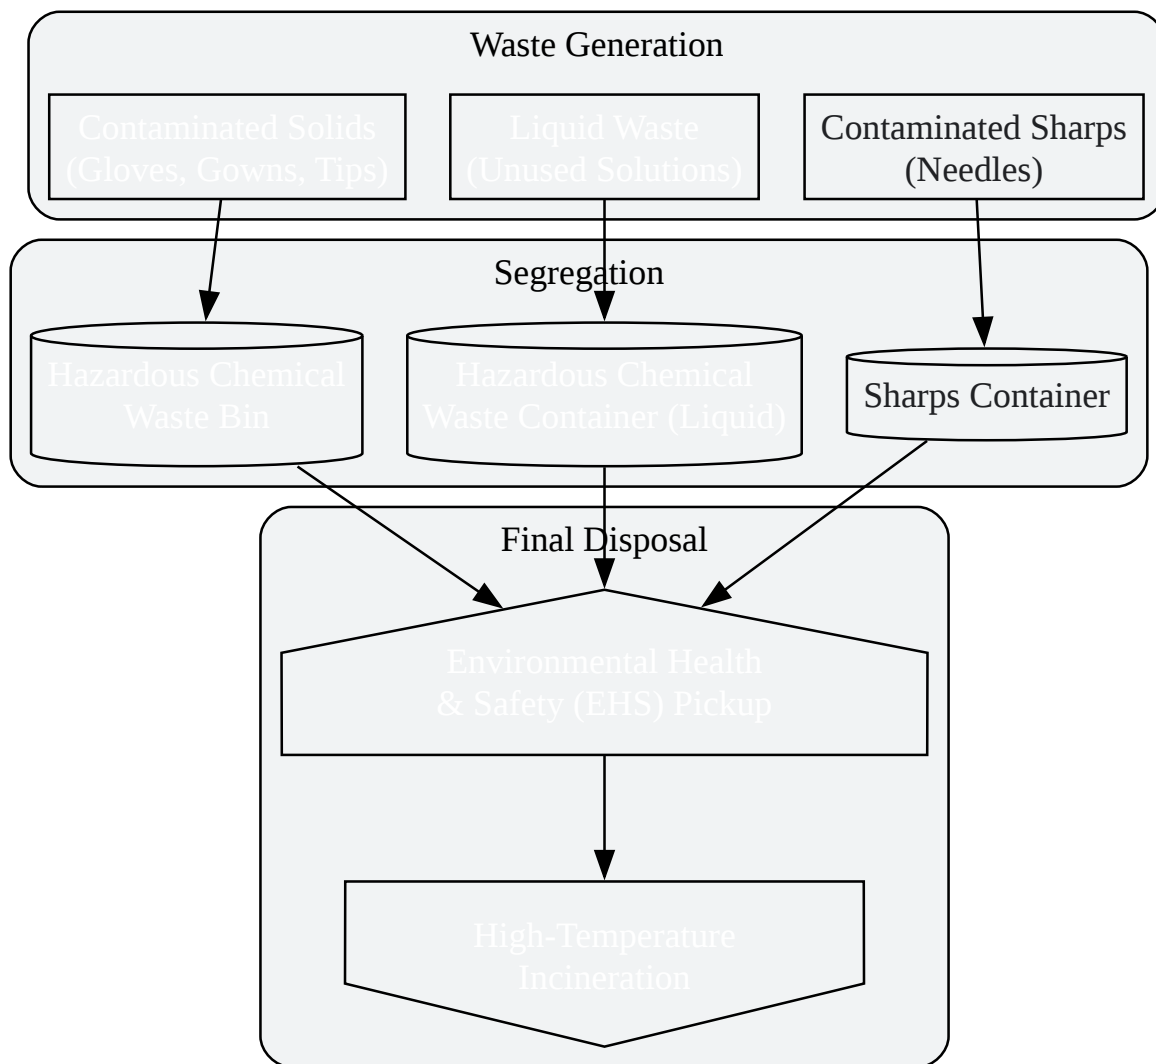 Waste Generation
Contaminated Solids
(Gloves, Gowns, Tips)
Liquid Waste
(Unused Solutions)
Contaminated Sharps
(Needles)
Segregation
Hazardous Chemical
Waste Bin
Hazardous Chemical
Waste Container (Liquid)
Sharps Container
Final Disposal
Environmental Health
& Safety (EHS) Pickup
High-Temperature
Incineration